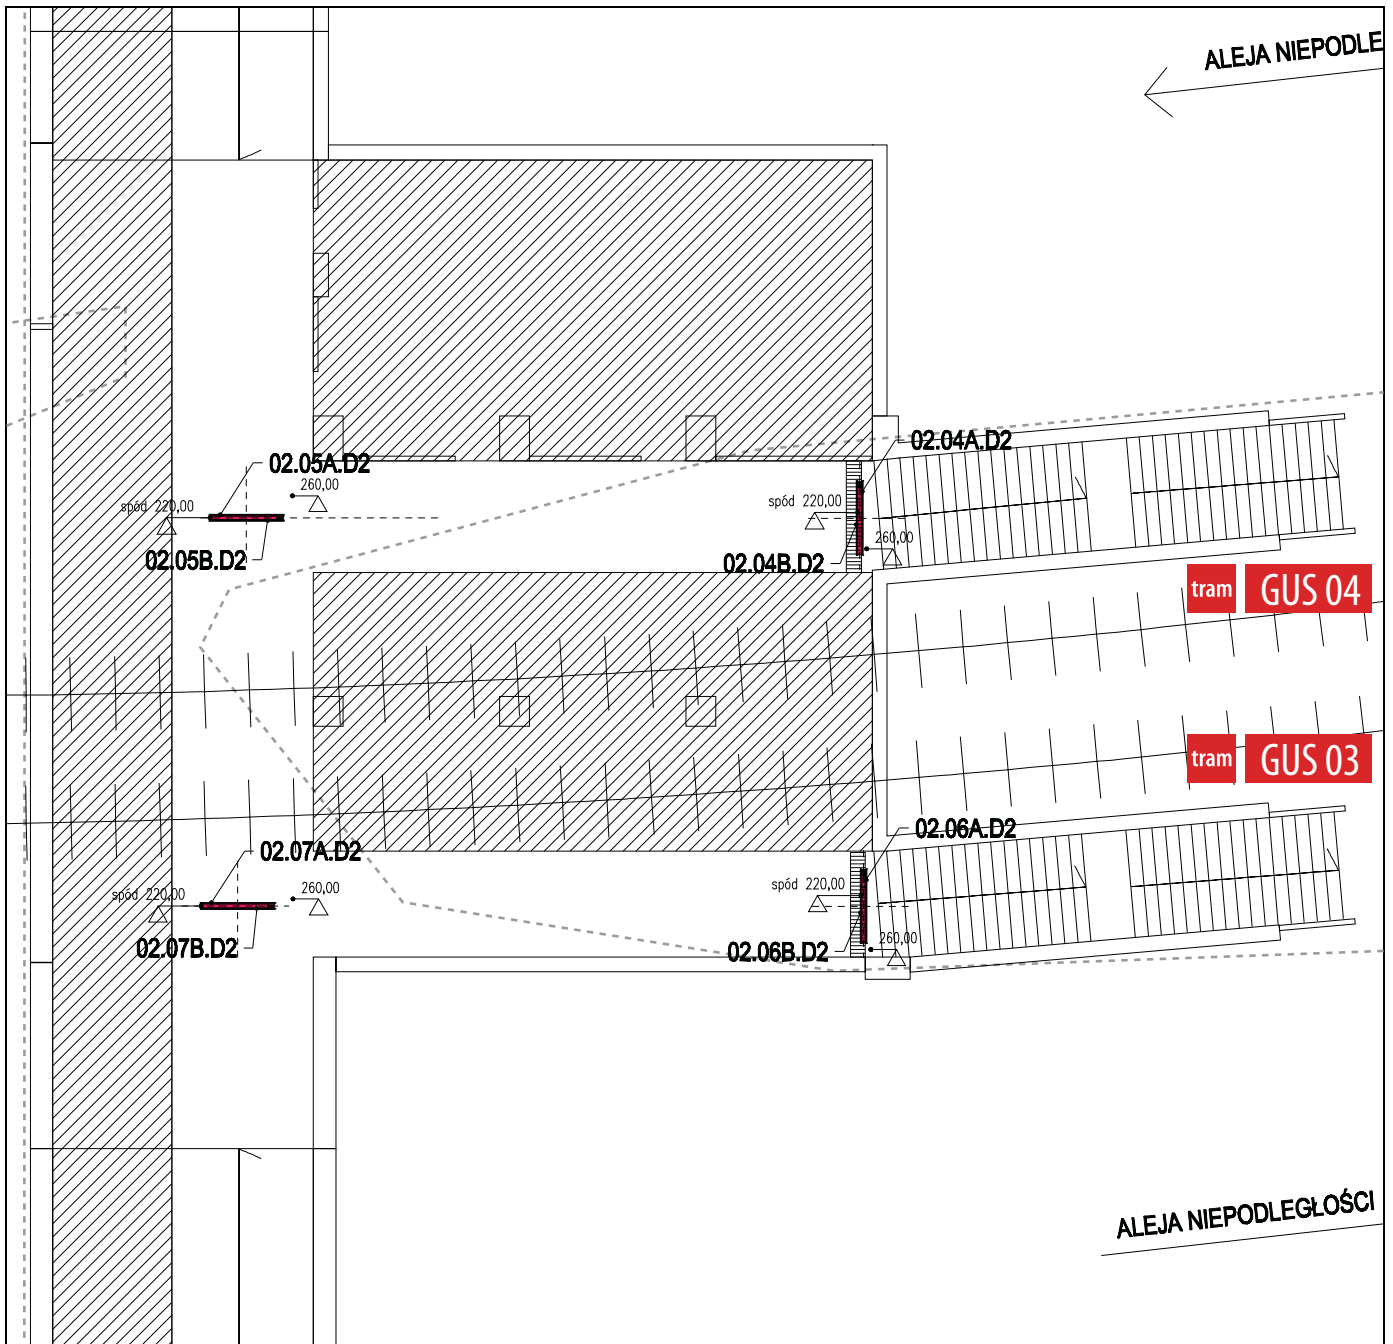 ALEJA NIEPODLE
02.04A.D2
02.05A.D2
260,00
spód 220,00
spód 220,00
260,00
02.05B.D2
02.04B.D2
tram GUS 04
tram GUS 03
02.06A.D2
02.07A.D2
spód 220,00
260,00
spód 220,00
260,00
02.07B.D2
02.06B.D2
ALEJA NIEPODLEGŁOŚCI